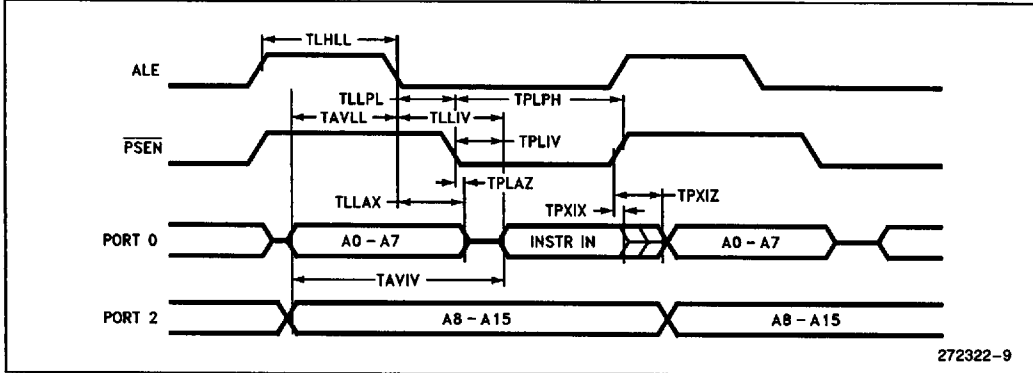 TLHLL
ALE
TLLPL
TPLPH
TAVLL
TLLIV
PSEN
TPLIV
TPLAZ
TLLAX
TPXIX
TPXIZ
PORT 0
A0-A7
INSTR IN
A0-A7
TAVIV
PORT 2
A8-A15
A8-A15
272322-9